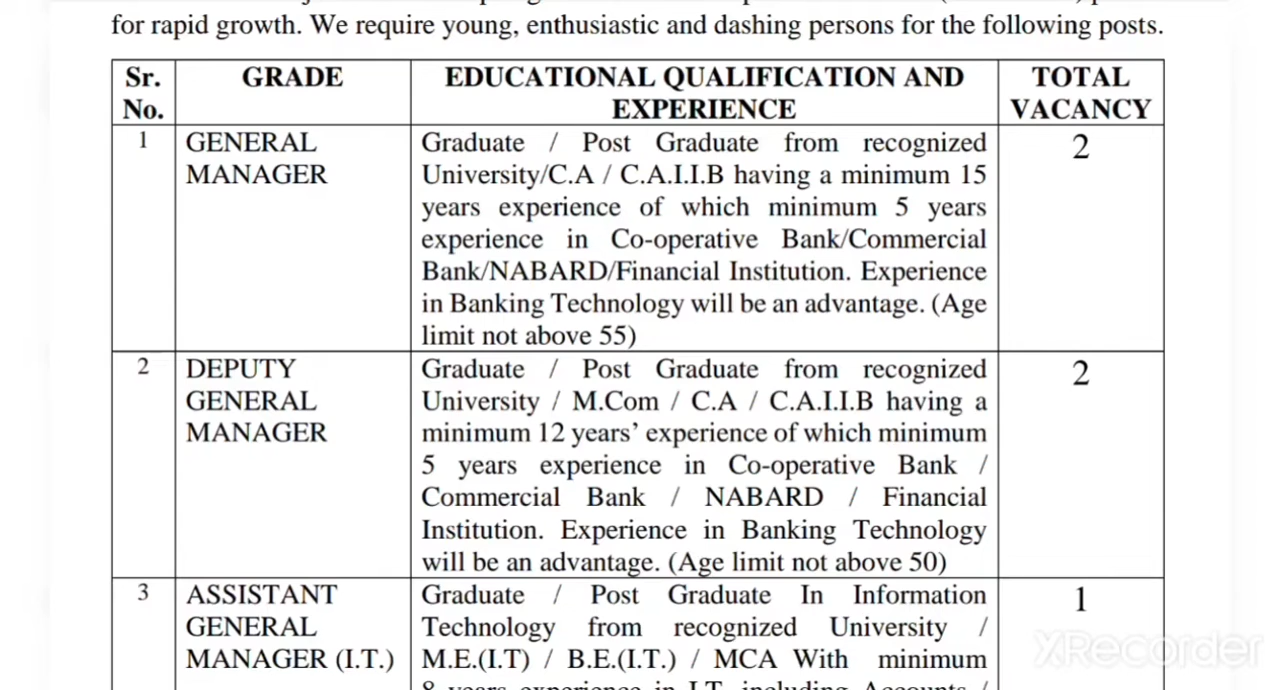 for rapid growth. We require young, enthusiastic and dashing persons for the following posts.
Sr. No. GRADE EDUCATIONAL QUALIFICATION AND EXPERIENCE TOTAL VACANCY
1 GENERAL MANAGER
Graduate / Post Graduate from recognized
University/C.A / C.A.I.I.B having a minimum 15
years experience of which minimum 5 years
experience in Co-operative Bank/Commercial
Bank/NABARD/Financial Institution. Experience
in Banking Technology will be an advantage. (Age
limit not above 55)
2
2 DEPUTY GENERAL MANAGER
Graduate / Post Graduate from recognized
University / M.Com / C.A / C.A.I.I.B having a
minimum 12 years’ experience of which minimum
5 years experience in Co-operative Bank /
Commercial Bank / NABARD / Financial
Institution. Experience in Banking Technology
will be an advantage. (Age limit not above 50)
2
3 ASSISTANT GENERAL MANAGER (I.T.)
Graduate / Post Graduate In Information
Technology from recognized University /
M.E.(I.T) / B.E.(I.T.) / MCA With minimum
8 years experience in I.T. including Accounts /
1
XRecorder